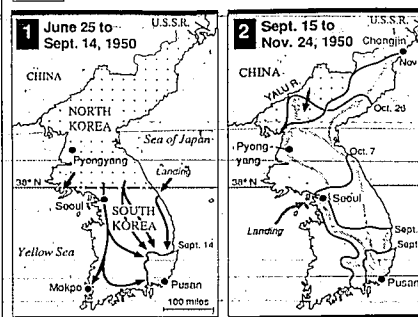 1 June 25 to
Sept. 14, 1950
U.S.S.R.
CHINA
NORTH
KOREA
Sea of Japan
Pyongyang
Landing
38° N
Seoul
SOUTH
KOREA
Yellow Sea
Sept. 14
Mokpo
Pusan
100 miles
2 Sept. 15 to
Nov. 24, 1950
U.S.S.R.
Chongjin
Nov
CHINA
YALU R.
Oct. 26
Pyong-
yang
Oct. 7
38° N
Seoul
Landing
Sept.
Sept.
Pusan